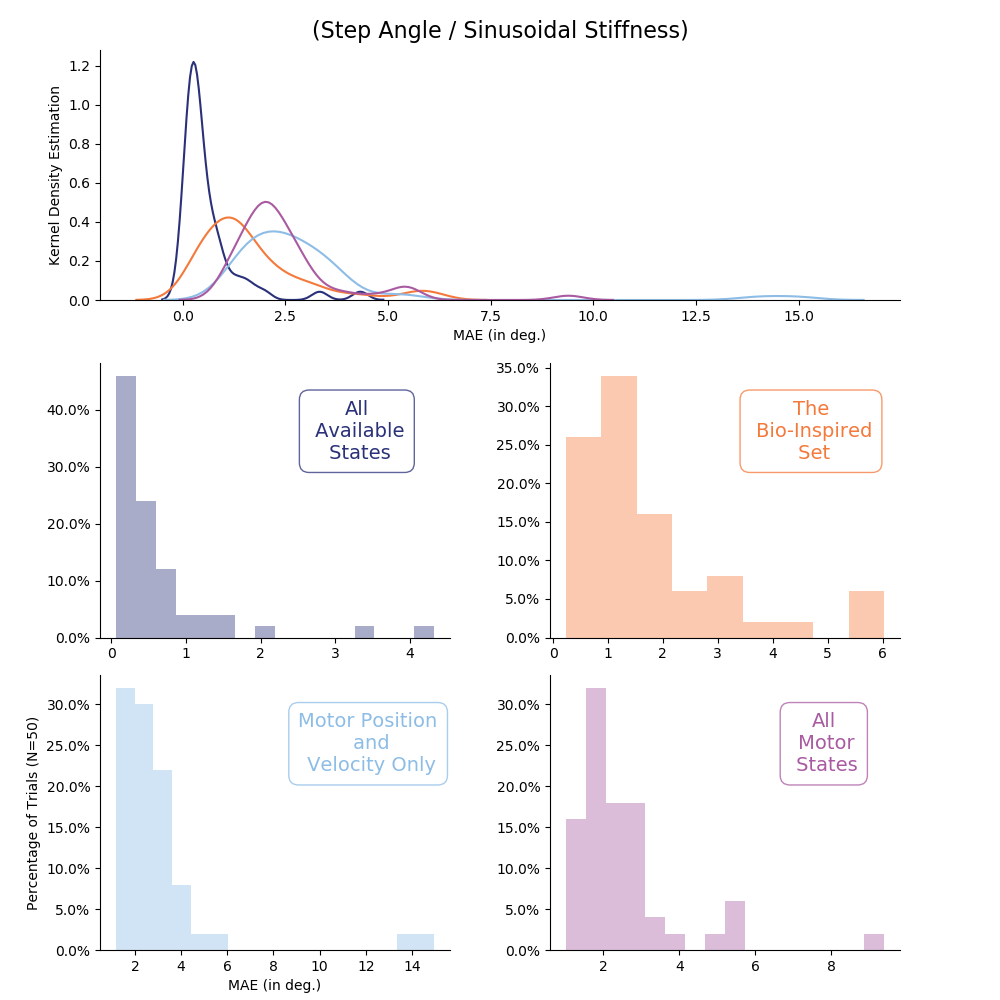 (Step Angle / Sinusoidal Stiffness)
Kernel Density Estimation
1.2
1.0
0.8
0.6
0.4
0.2
0.0
0.0 2.5 5.0 7.5 10.0 12.5 15.0
MAE (in deg.)
All
Available
States
40.0%
30.0%
20.0%
10.0%
0.0%
0 1 2 3 4
The
Bio-Inspired
Set
35.0%
30.0%
25.0%
20.0%
15.0%
10.0%
5.0%
0.0%
0 1 2 3 4 5 6
Percentage of Trials (N=50)
Motor Position
and
Velocity Only
30.0%
25.0%
20.0%
15.0%
10.0%
5.0%
0.0%
2 4 6 8 10 12 14
MAE (in deg.)
All
Motor
States
30.0%
25.0%
20.0%
15.0%
10.0%
5.0%
0.0%
2 4 6 8